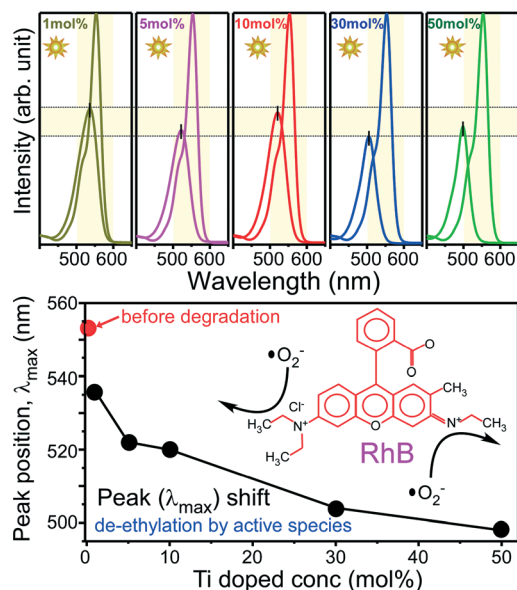 1mol%
5mol%
10mol%
30mol%
50mol%
Intensity (arb. unit)
500 600
500 600
500 600
500 600
500 600
Wavelength (nm)
Peak position, λmax (nm)
560
540
520
500
before degradation
•O2-
O
O
CH3
Cl-
H3C
N+
O
N+
CH3
CH3
RhB
•O2-
Peak (λmax) shift
de-ethylation by active species
0 10 20 30 40 50
Ti doped conc (mol%)